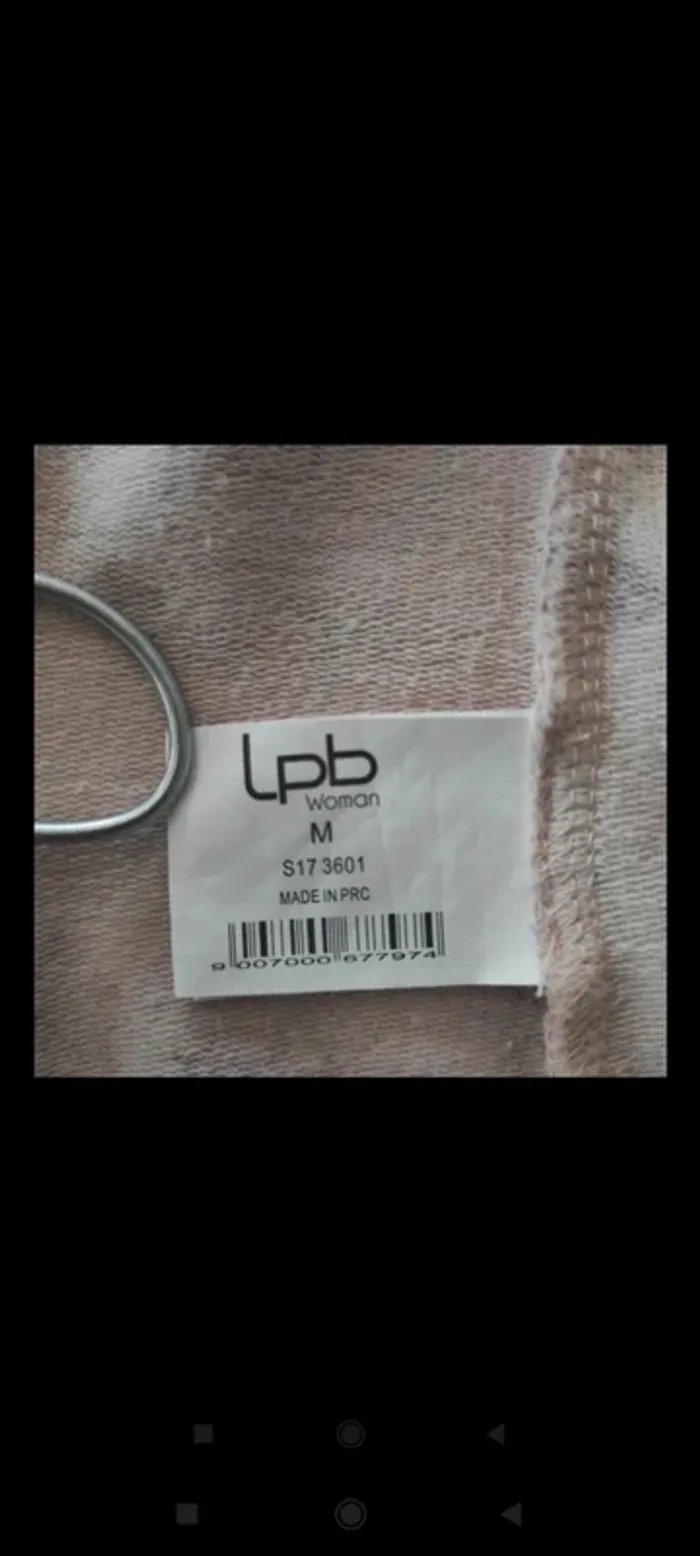 lpb
Woman
M
S17 3601
MADE IN PRC
9 007000 677974